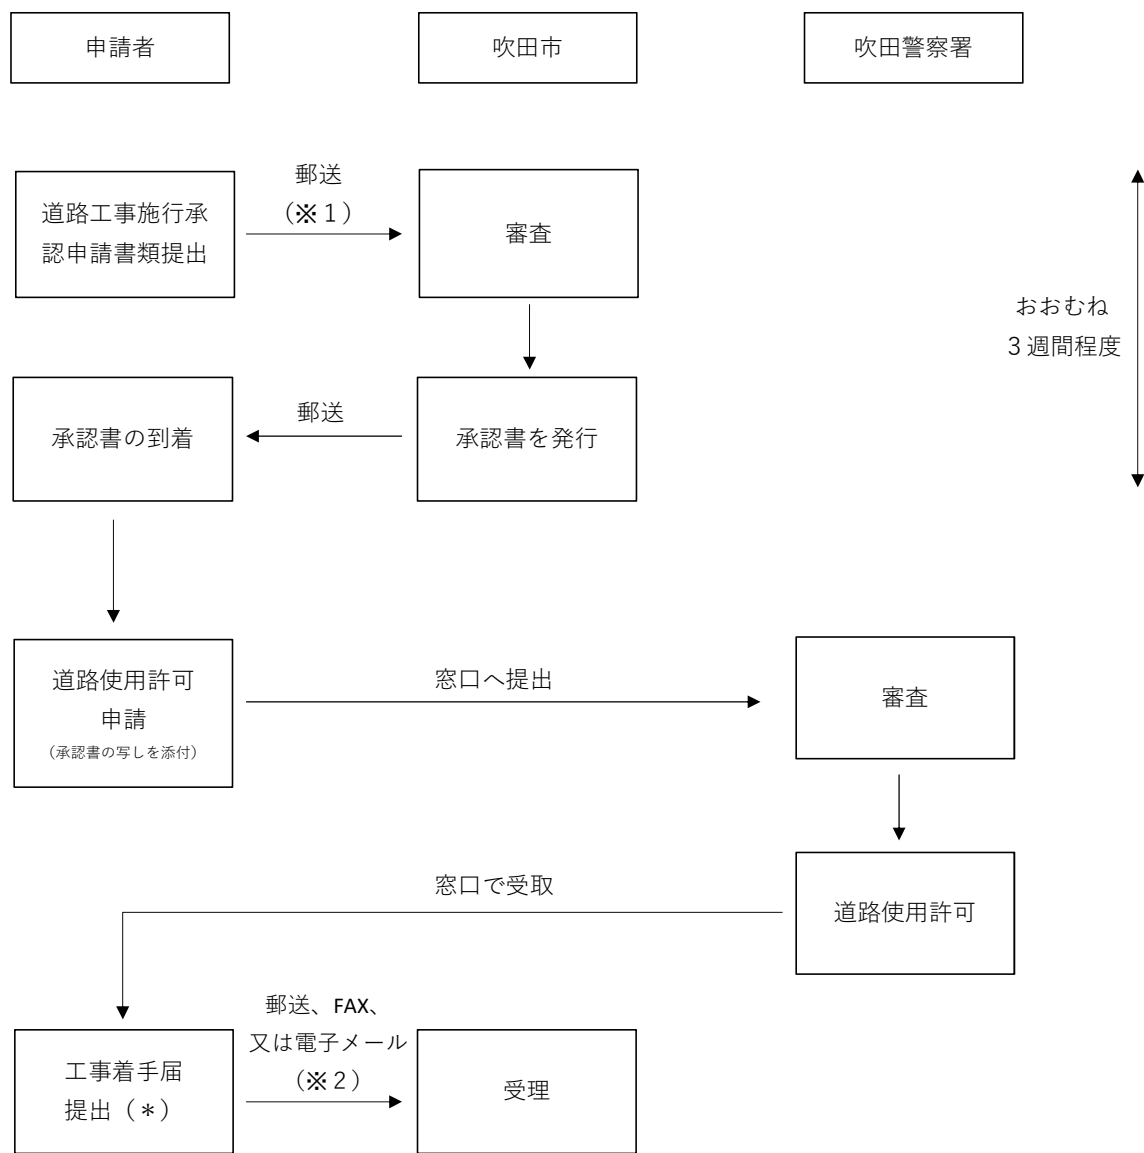 申請者
吹田市
吹田警察署
道路工事施行承
認申請書類提出
郵送
（※１）
審査
おおむね
３週間程度
承認書の到着
郵送
承認書を発行
道路使用許可
申請
（承認書の写しを添付）
窓口へ提出
審査
窓口で受取
道路使用許可
工事着手届
提出（＊）
郵送、FAX、
又は電子メール
（※２）
受理